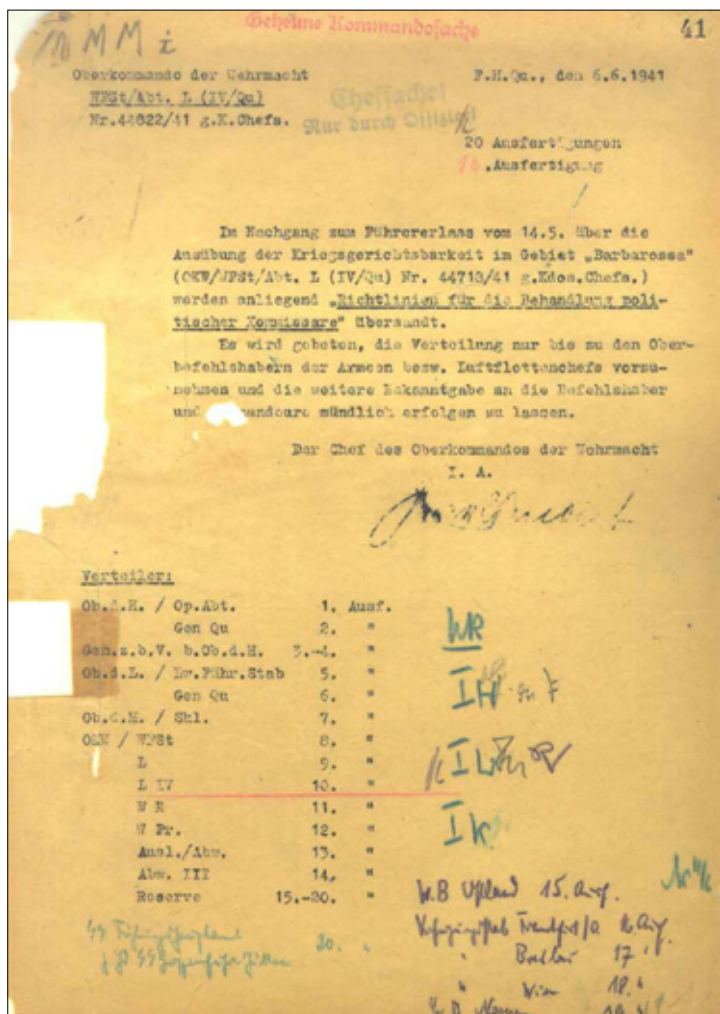 Geheime Kommandosache
41
Oberkommando der Wehrmacht
F.H.Qu., den 6.6.1941
WFSt/Abt. L (IV/Qu)
Nr.44822/41 g.K.Chefs.
Chefsache!
Nur durch Offizier
20 Ausfertigungen
.Ausfertigung
Im Nachgang zum Führererlass vom 14.5. über die
Ausübung der Kriegsgerichtsbarkeit im Gebiet „Barbarossa"
(OKW/WFSt/Abt. L (IV/Qu) Nr. 44718/41 g.Kdos.Chefs.)
werden anliegend „Richtlinien für die Behandlung poli-
tischer Kommissare" übersandt.
Es wird gebeten, die Verteilung nur bis zu den Ober-
befehlshabern der Armeen bezw. Luftflottenchefs vorzu-
nehmen und die weitere Bekanntgabe an die Befehlshaber
und mandeure mündlich erfolgen zu lassen.
Der Chef des Oberkommandos der Wehrmacht
I. A.
Verteiler:
Ob.d.H. / Op.Abt. 1. Ausf.
Gen Qu 2. "
Gen.z.b.V. b.Ob.d.H. 3.-4. "
Ob.d.L. / Lw.Führ.Stab 5. "
Gen Qu 6. "
Ob.d.M. / Skl. 7. "
OKW / WFSt 8. "
L 9. "
L IV 10. "
W R 11. "
W Pr. 12. "
Ausl./Abw. 13. "
Abw. III 14. "
Reserve 15.-20. "
WR
IH
IL
IK
W.B 15. Ausf.
16 Ausf.
" 17 "
" Wien 18. "
20. "